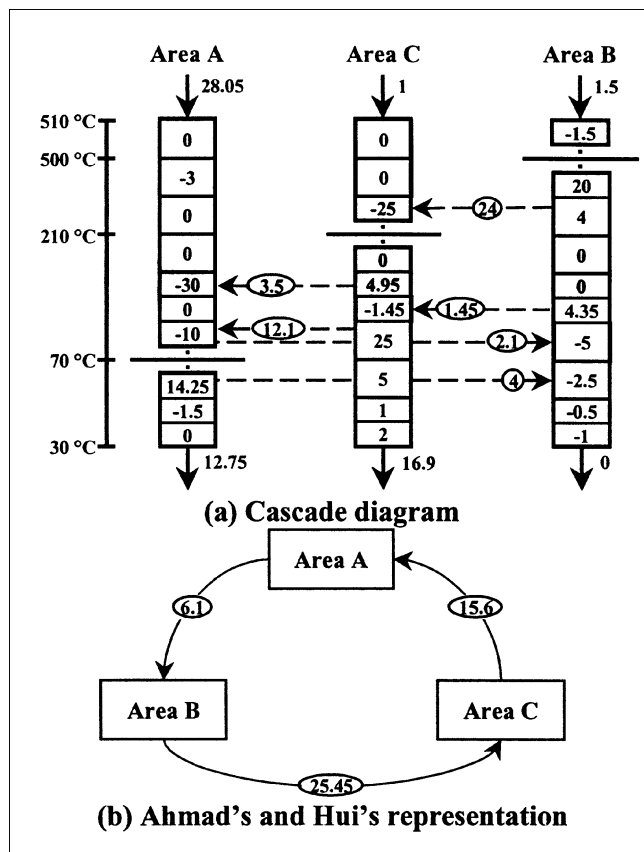 Area A Area C Area B
28.05 1 1.5
510 °C 0 0 -1.5
500 °C
-3 0 20
0 -25 24 4
210 °C
0 0 0
-30 3.5 4.95 0
0 -1.45 1.45 4.35
-10 12.1 25 2.1 -5
70 °C
14.25 5 4 -2.5
-1.5 1 -0.5
30 °C 0 2 -1
12.75 16.9 0
(a) Cascade diagram
Area A
6.1 15.6
Area B Area C
25.45
(b) Ahmad's and Hui's representation